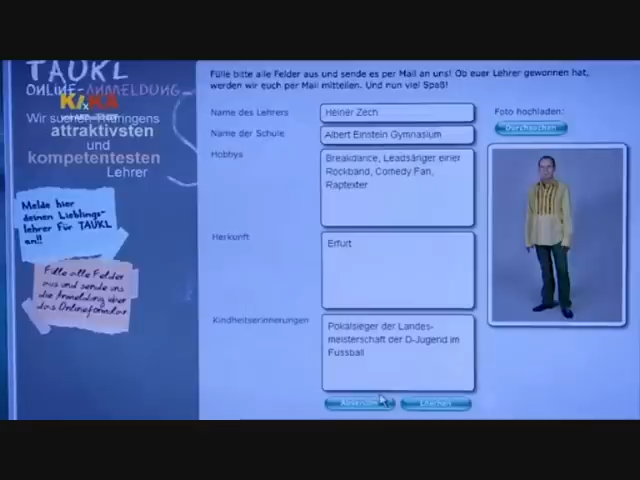 TAUKL
ONLINE-ANMELDUNG
KiKA
Wir suchen Thüringens
attraktivsten
und
kompetentesten
Lehrer
Melde hier
deinen Lieblings-
lehrer für TAUKL
an!!
Fülle alle Felder
aus und sende uns
die Anmeldung über
das Onlineformular
Fülle bitte alle Felder aus und sende es per Mail an uns! Ob euer Lehrer gewonnen hat,
werden wir euch per Mail mitteilen. Und nun viel Spaß!
Name des Lehrers
Heiner Zech
Name der Schule
Albert Einstein Gymnasium
Hobbys
Breakdance, Leadsänger einer
Rockband, Comedy Fan,
Raptexter
Herkunft
Erfurt
Kindheitserinnerungen
Pokalsieger der Landes-
meisterschaft der D-Jugend im
Fussball
Foto hochladen:
Durchsuchen
Löschen